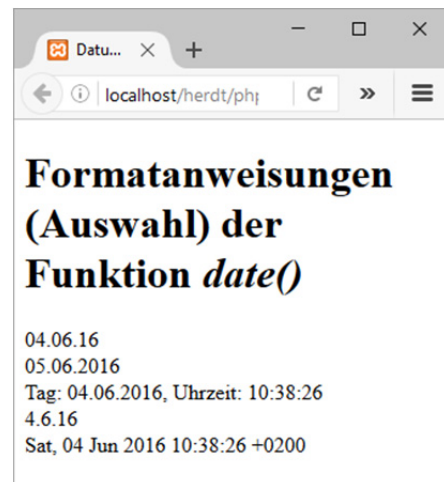 Datu...
localhost/herdt/php
Formatanweisungen
(Auswahl) der
Funktion date()
04.06.16
05.06.2016
Tag: 04.06.2016, Uhrzeit: 10:38:26
4.6.16
Sat, 04 Jun 2016 10:38:26 +0200